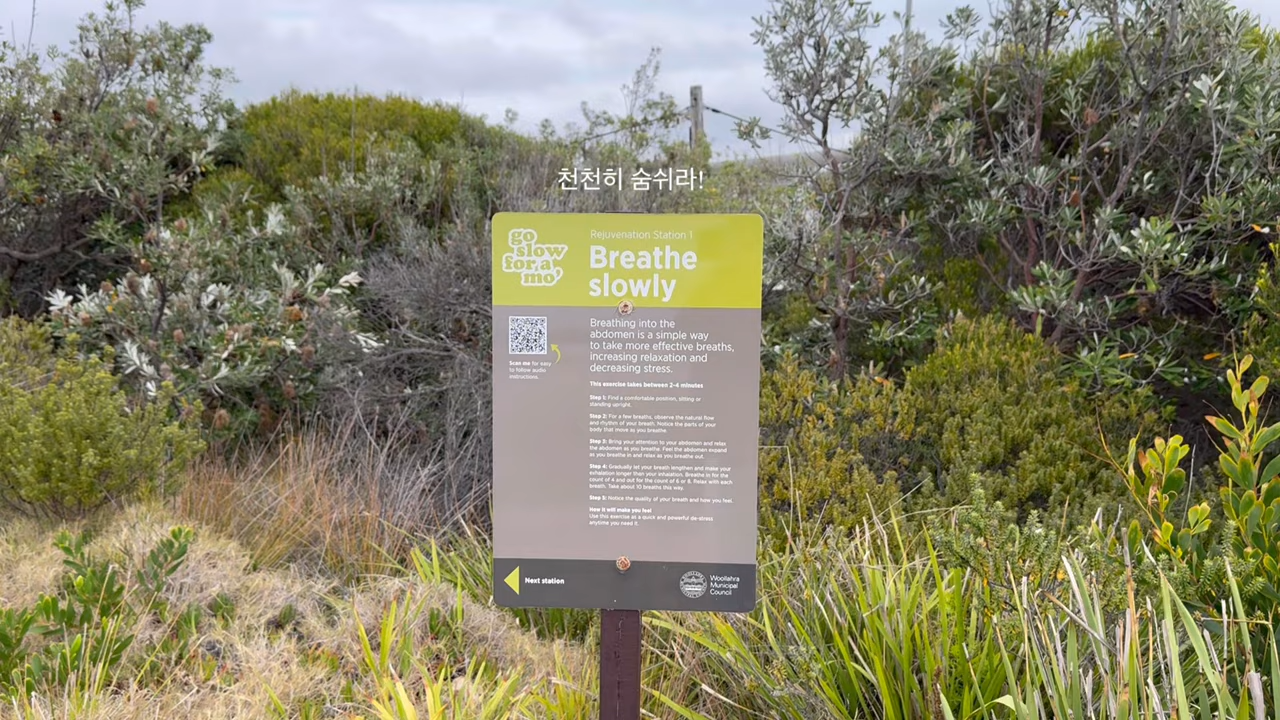 천천히 숨쉬라!
go
slow
for a
mo'
Rejuvenation Station 1
Breathe
slowly
Breathing into the
abdomen is a simple way
to take more effective breaths,
increasing relaxation and
decreasing stress.
Scan me for easy
to follow audio
instructions.
This exercise takes between 2-4 minutes
Step 1: Find a comfortable position, sitting or
standing upright.
Step 2: For a few breaths, observe the natural flow
and rhythm of your breath. Notice the parts of your
body that move as you breathe.
Step 3: Bring your attention to your abdomen and relax
the abdomen as you breathe. Feel the abdomen expand
as you breathe in and relax as you breathe out.
Step 4: Gradually let your breath lengthen and make your
exhalation longer than your inhalation. Breathe in for the
count of 4 and out for the count of 6 or 8. Relax with each
breath. Take about 10 breaths this way.
Step 5: Notice the quality of your breath and how you feel.
How it will make you feel
Use this exercise as a quick and powerful de-stress
anytime you need it.
Next station
Woollahra
Municipal
Council